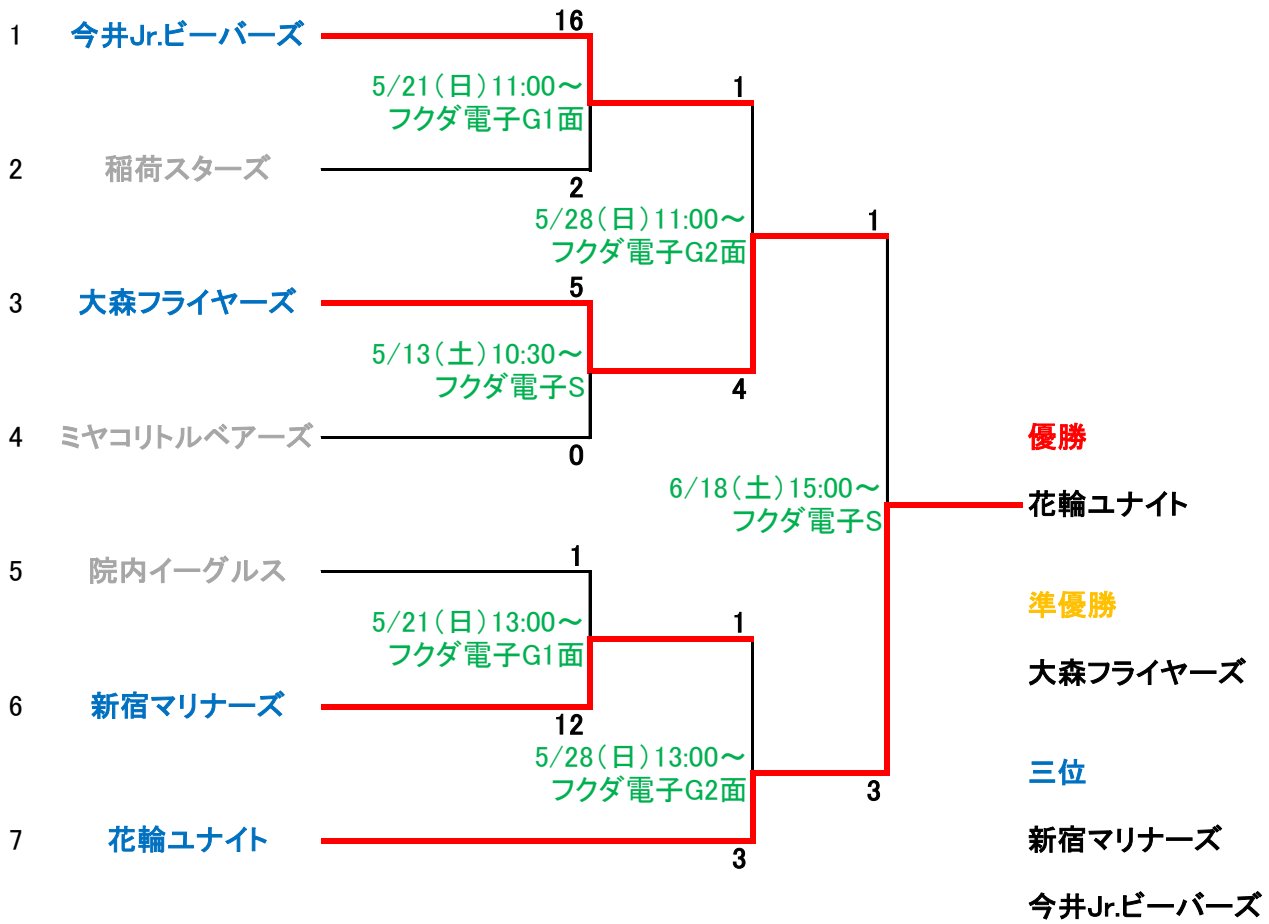 16
1 今井Jr.ビーバーズ
5/21(日)11:00～
フクダ電子G1面
1
2 稲荷スターズ
2
5/28(日)11:00～
フクダ電子G2面
1
5
3 大森フライヤーズ
5/13(土)10:30～
フクダ電子S
4
4 ミヤコリトルベアーズ
0
優勝
6/18(土)15:00～
フクダ電子S
花輪ユナイト
1
5 院内イーグルス
5/21(日)13:00～
フクダ電子G1面
1
準優勝
大森フライヤーズ
6 新宿マリナーズ
12
5/28(日)13:00～
フクダ電子G2面
3
三位
7 花輪ユナイト
3
新宿マリナーズ
今井Jr.ビーバーズ